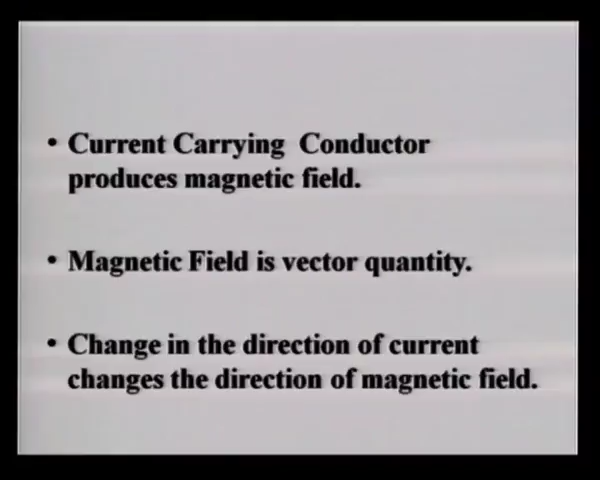 • Current Carrying  Conductor
produces magnetic field.
• Magnetic Field is vector quantity.
• Change in the direction of current
changes the direction of magnetic field.